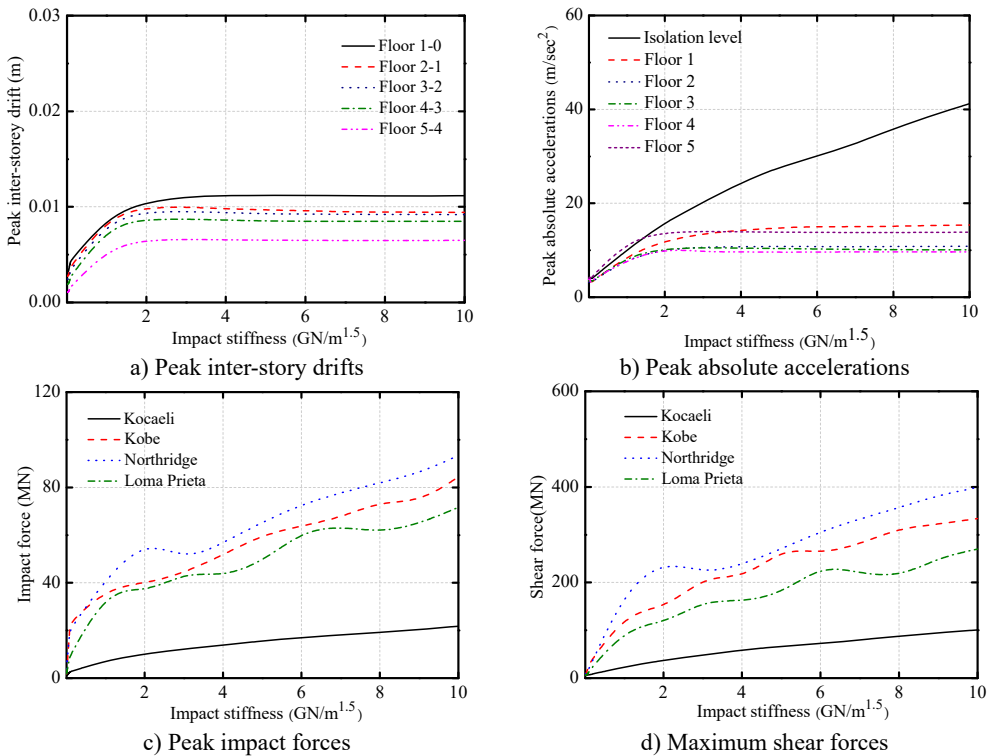 Peak inter-storey drift (m)
0.03
0.02
0.01
0.00
2
4
6
8
10
Floor 1-0
Floor 2-1
Floor 3-2
Floor 4-3
Floor 5-4
Impact stiffness (GN/m1.5)
a) Peak inter-story drifts
Peak absolute accelerations (m/sec2)
60
40
20
0
2
4
6
8
10
Isolation level
Floor 1
Floor 2
Floor 3
Floor 4
Floor 5
Impact stiffness (GN/m1.5)
b) Peak absolute accelerations
Impact force (MN)
120
80
40
0
2
4
6
8
10
Kocaeli
Kobe
Northridge
Loma Prieta
Impact stiffness (GN/m1.5)
c) Peak impact forces
Shear force(MN)
600
400
200
0
2
4
6
8
10
Kocaeli
Kobe
Northridge
Loma Prieta
Impact stiffness (GN/m1.5)
d) Maximum shear forces